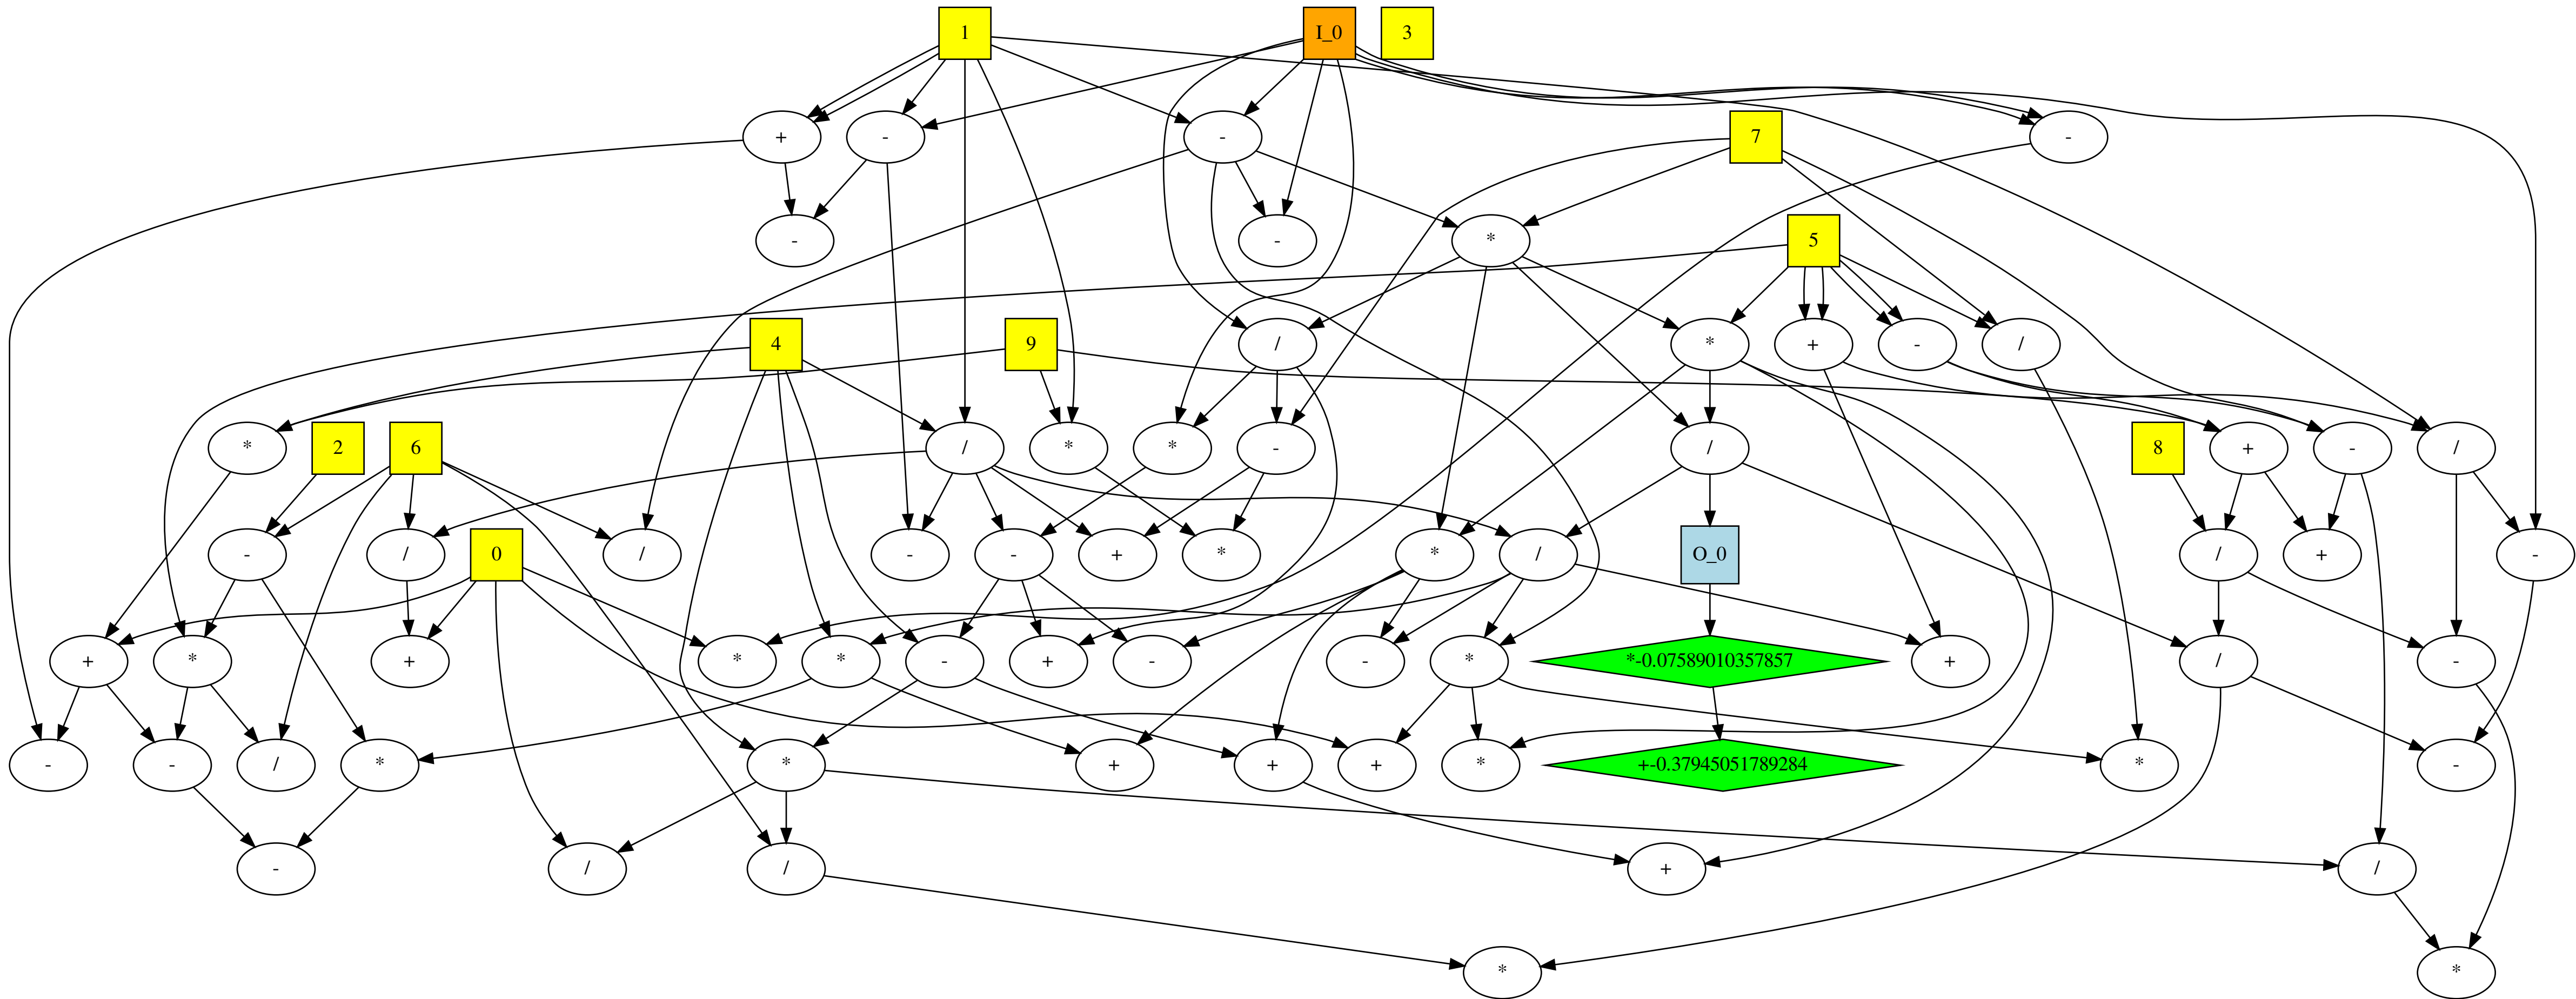 1 I_0 3
+ - - 7 -
- - * 5
4 9 / * + - /
* 2 6 / * * - / 8 + - /
- / 0 / - - + * * / O_0 / + -
+ * + * * - + - - * *-0.07589010357857 + / -
- - / * * + + + * +-0.37945051789284 * -
- / / + /
* *